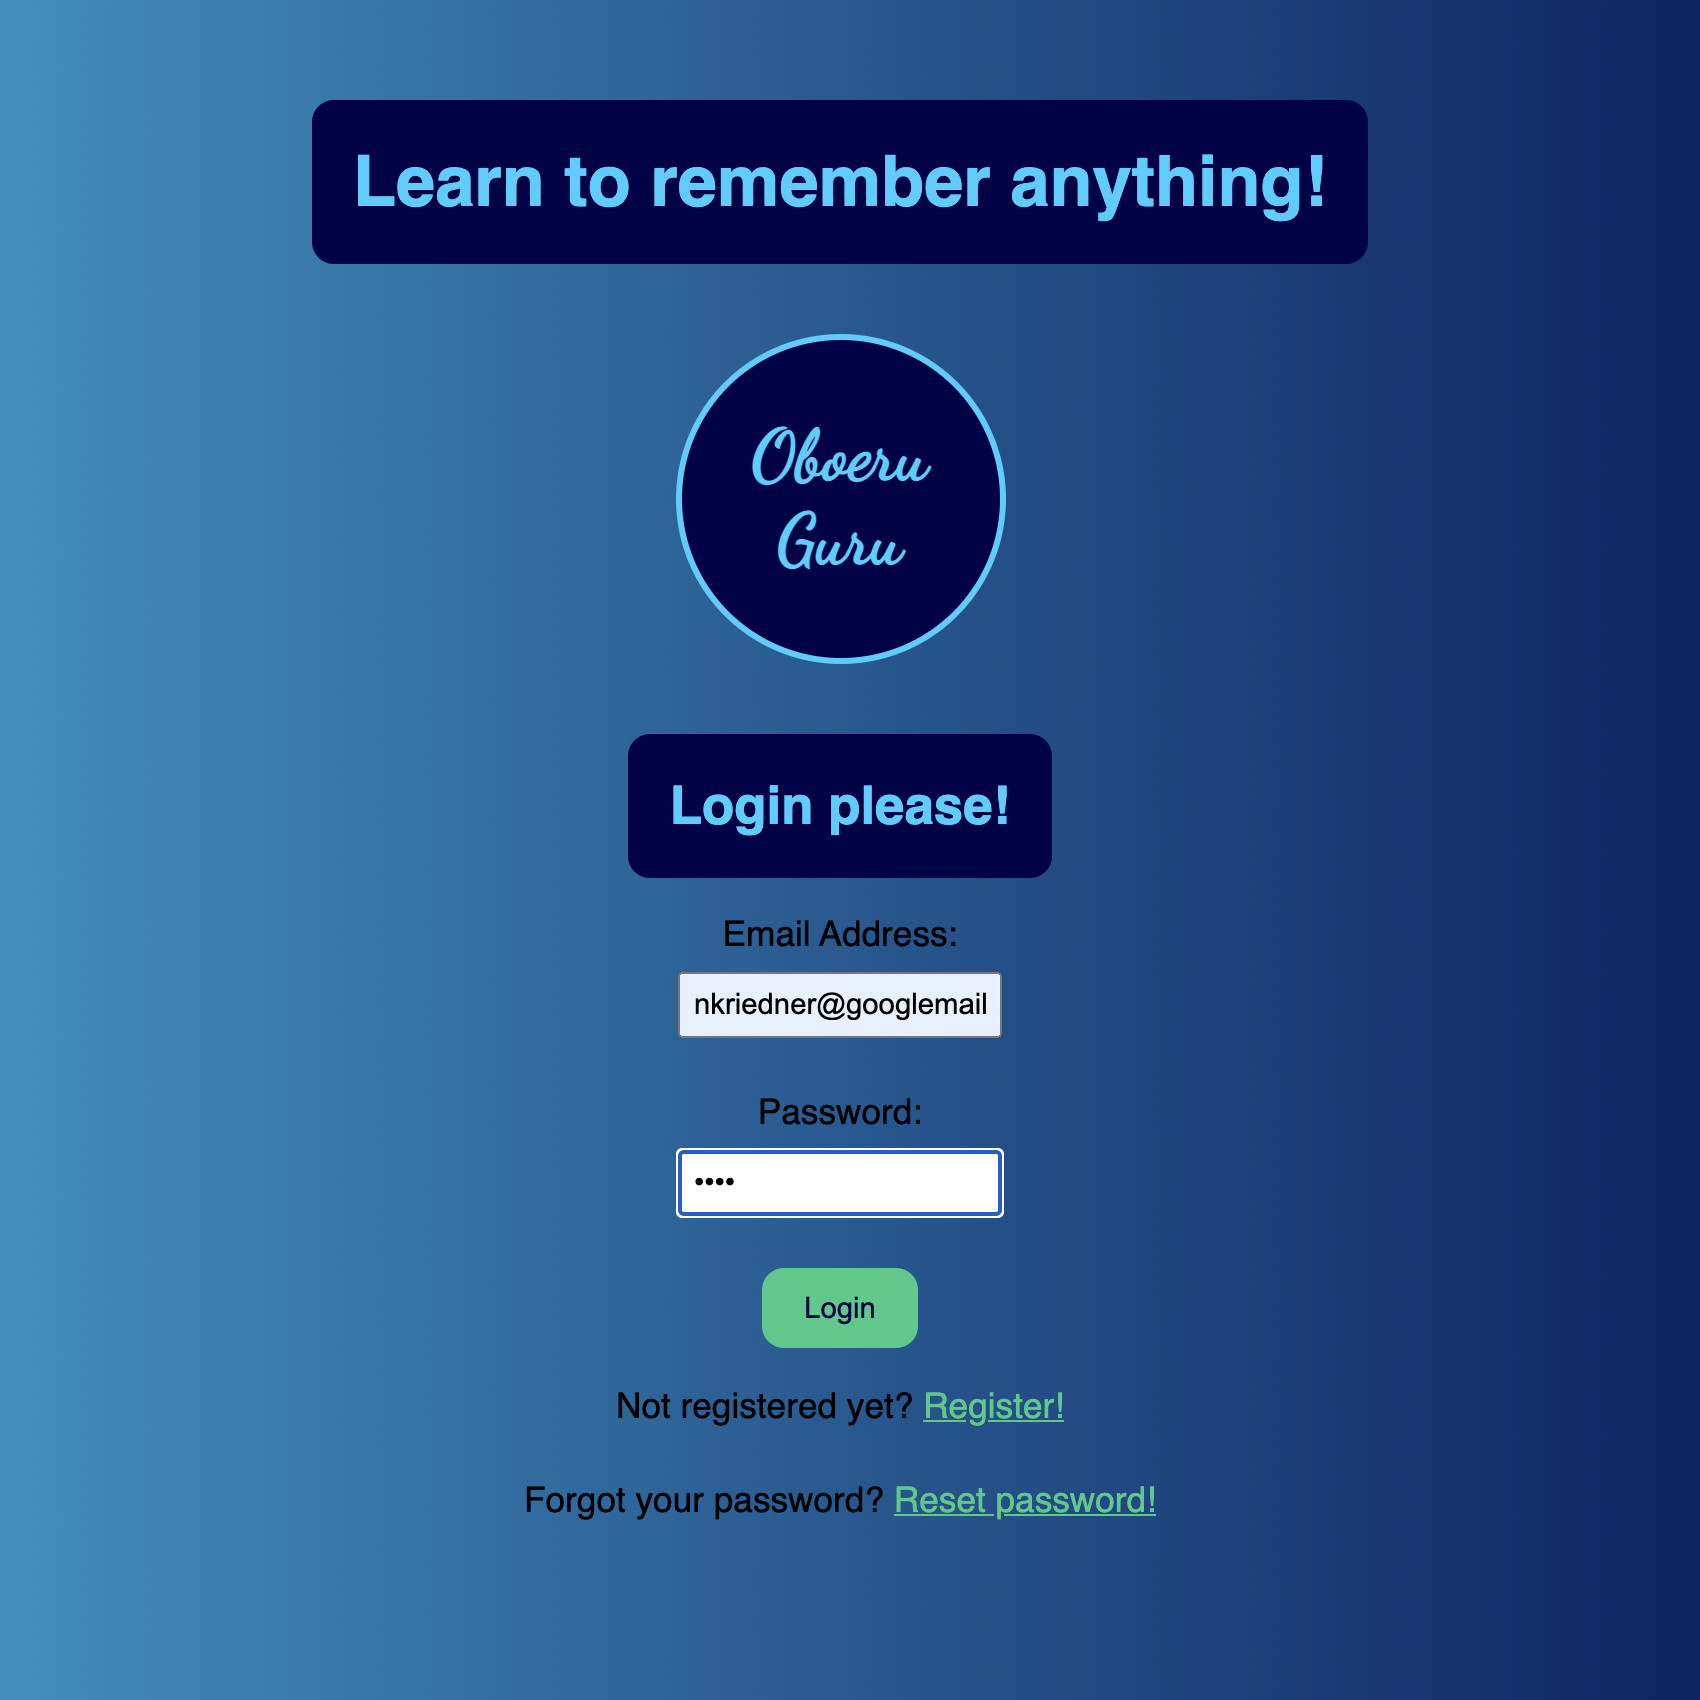 Learn to remember anything!
Oboeru
Guru
Login please!
Email Address:
nkriedner@googlemail
Password:
••••
Login
Not registered yet? Register!
Forgot your password? Reset password!